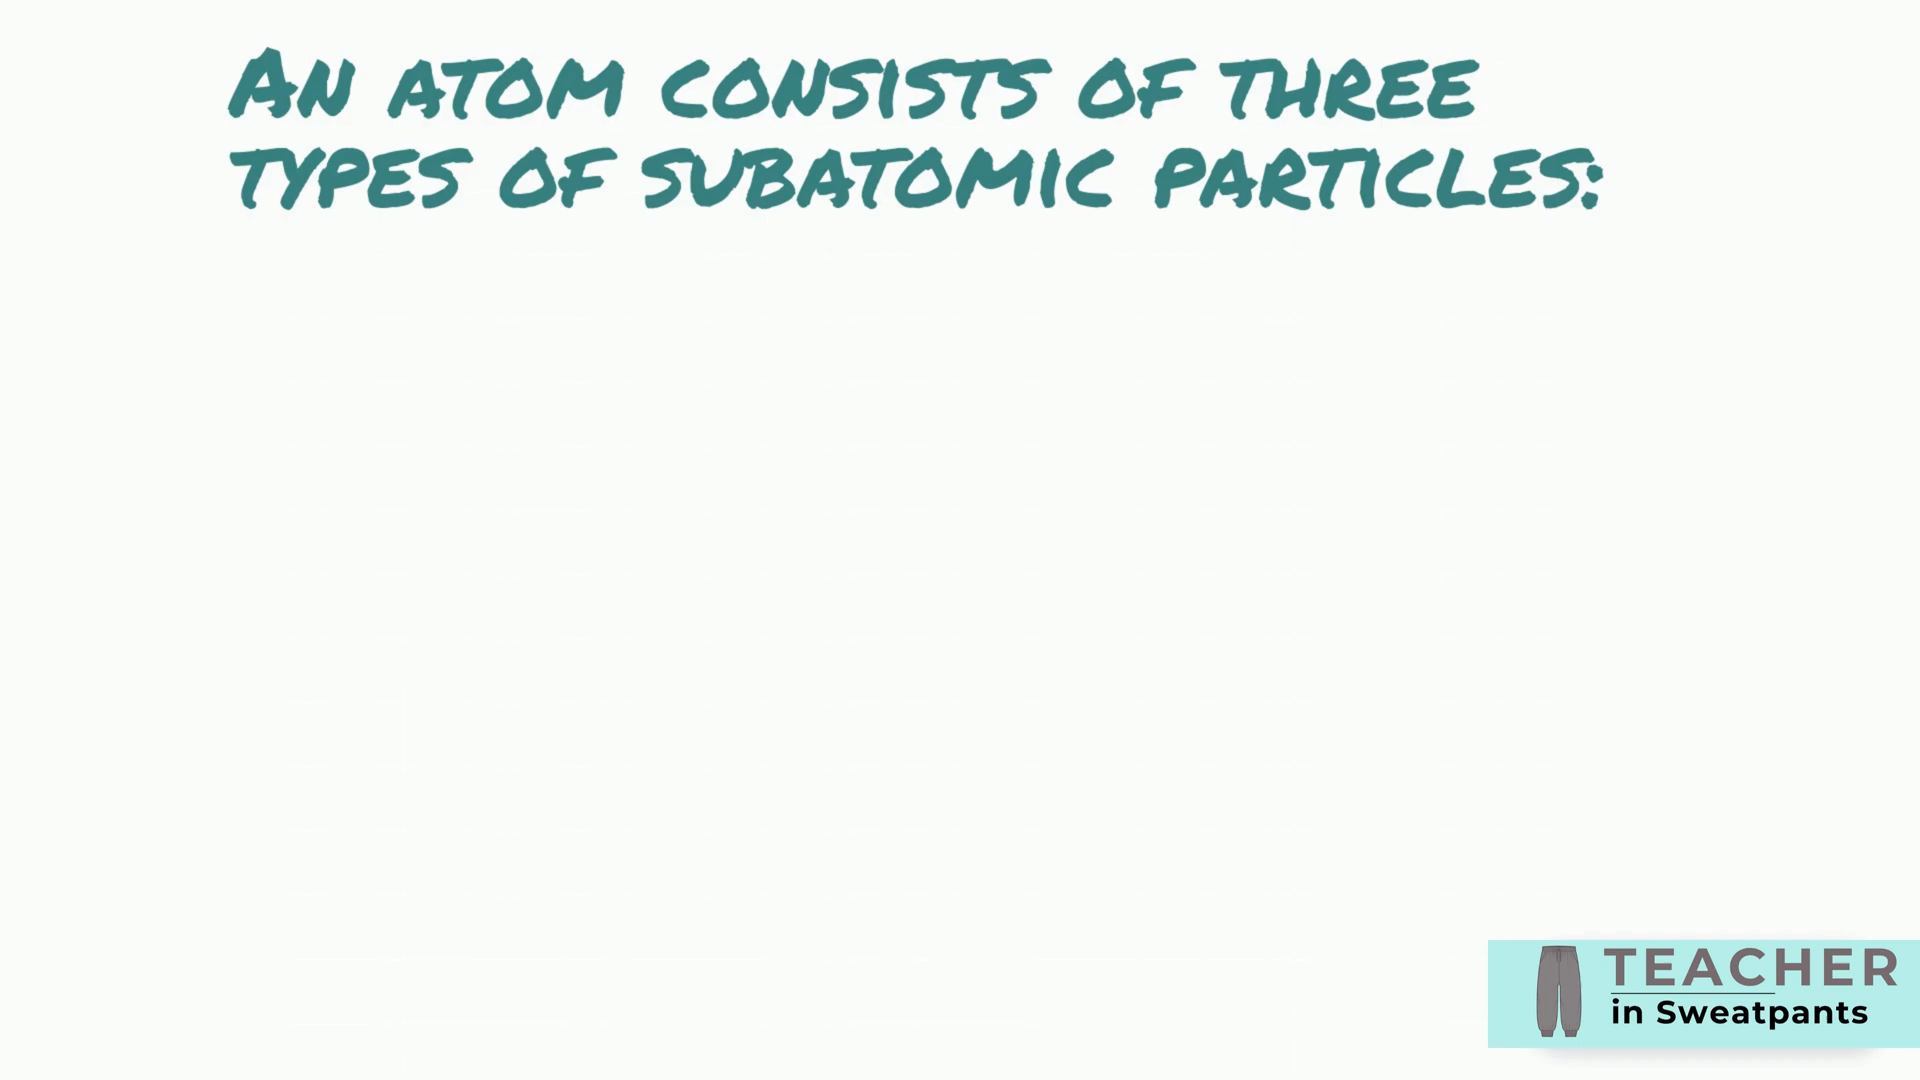 An atom consists of three
types of subatomic particles:
TEACHER
in Sweatpants